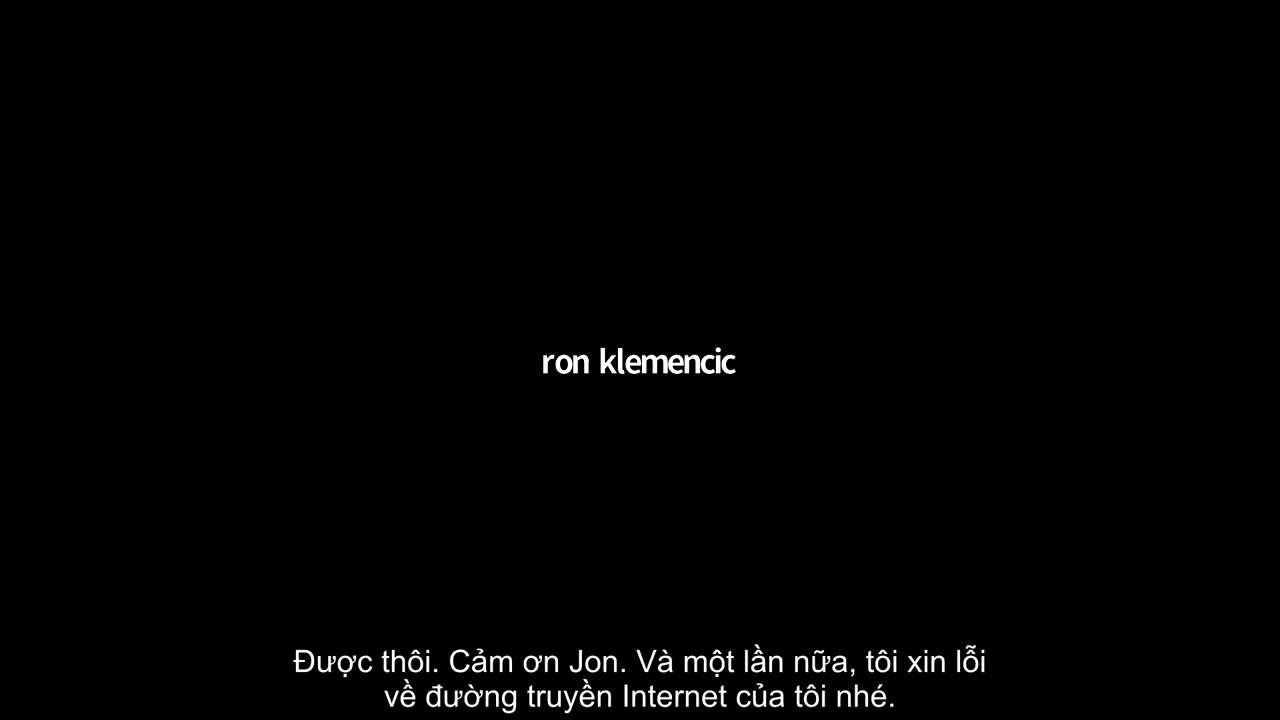 ron klemencic
Được thôi. Cảm ơn Jon. Và một lần nữa, tôi xin lỗi
về đường truyền Internet của tôi nhé.